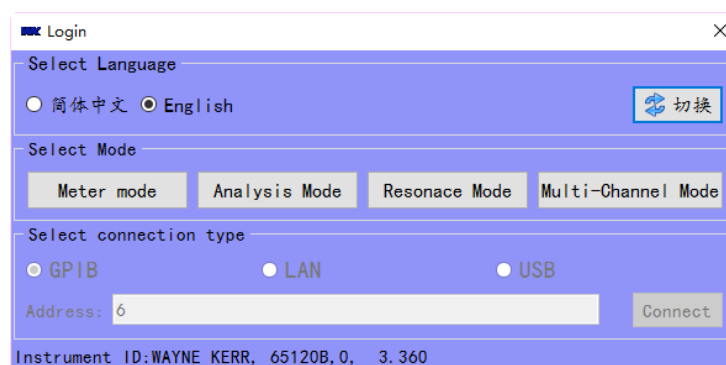 Login
Select Language
简体中文 English 切换
Select Mode
Meter mode Analysis Mode Resonace Mode Multi-Channel Mode
Select connection type
GPIB LAN USB
Address: 6 Connect
Instrument ID:WAYNE KERR, 65120B,0, 3.360